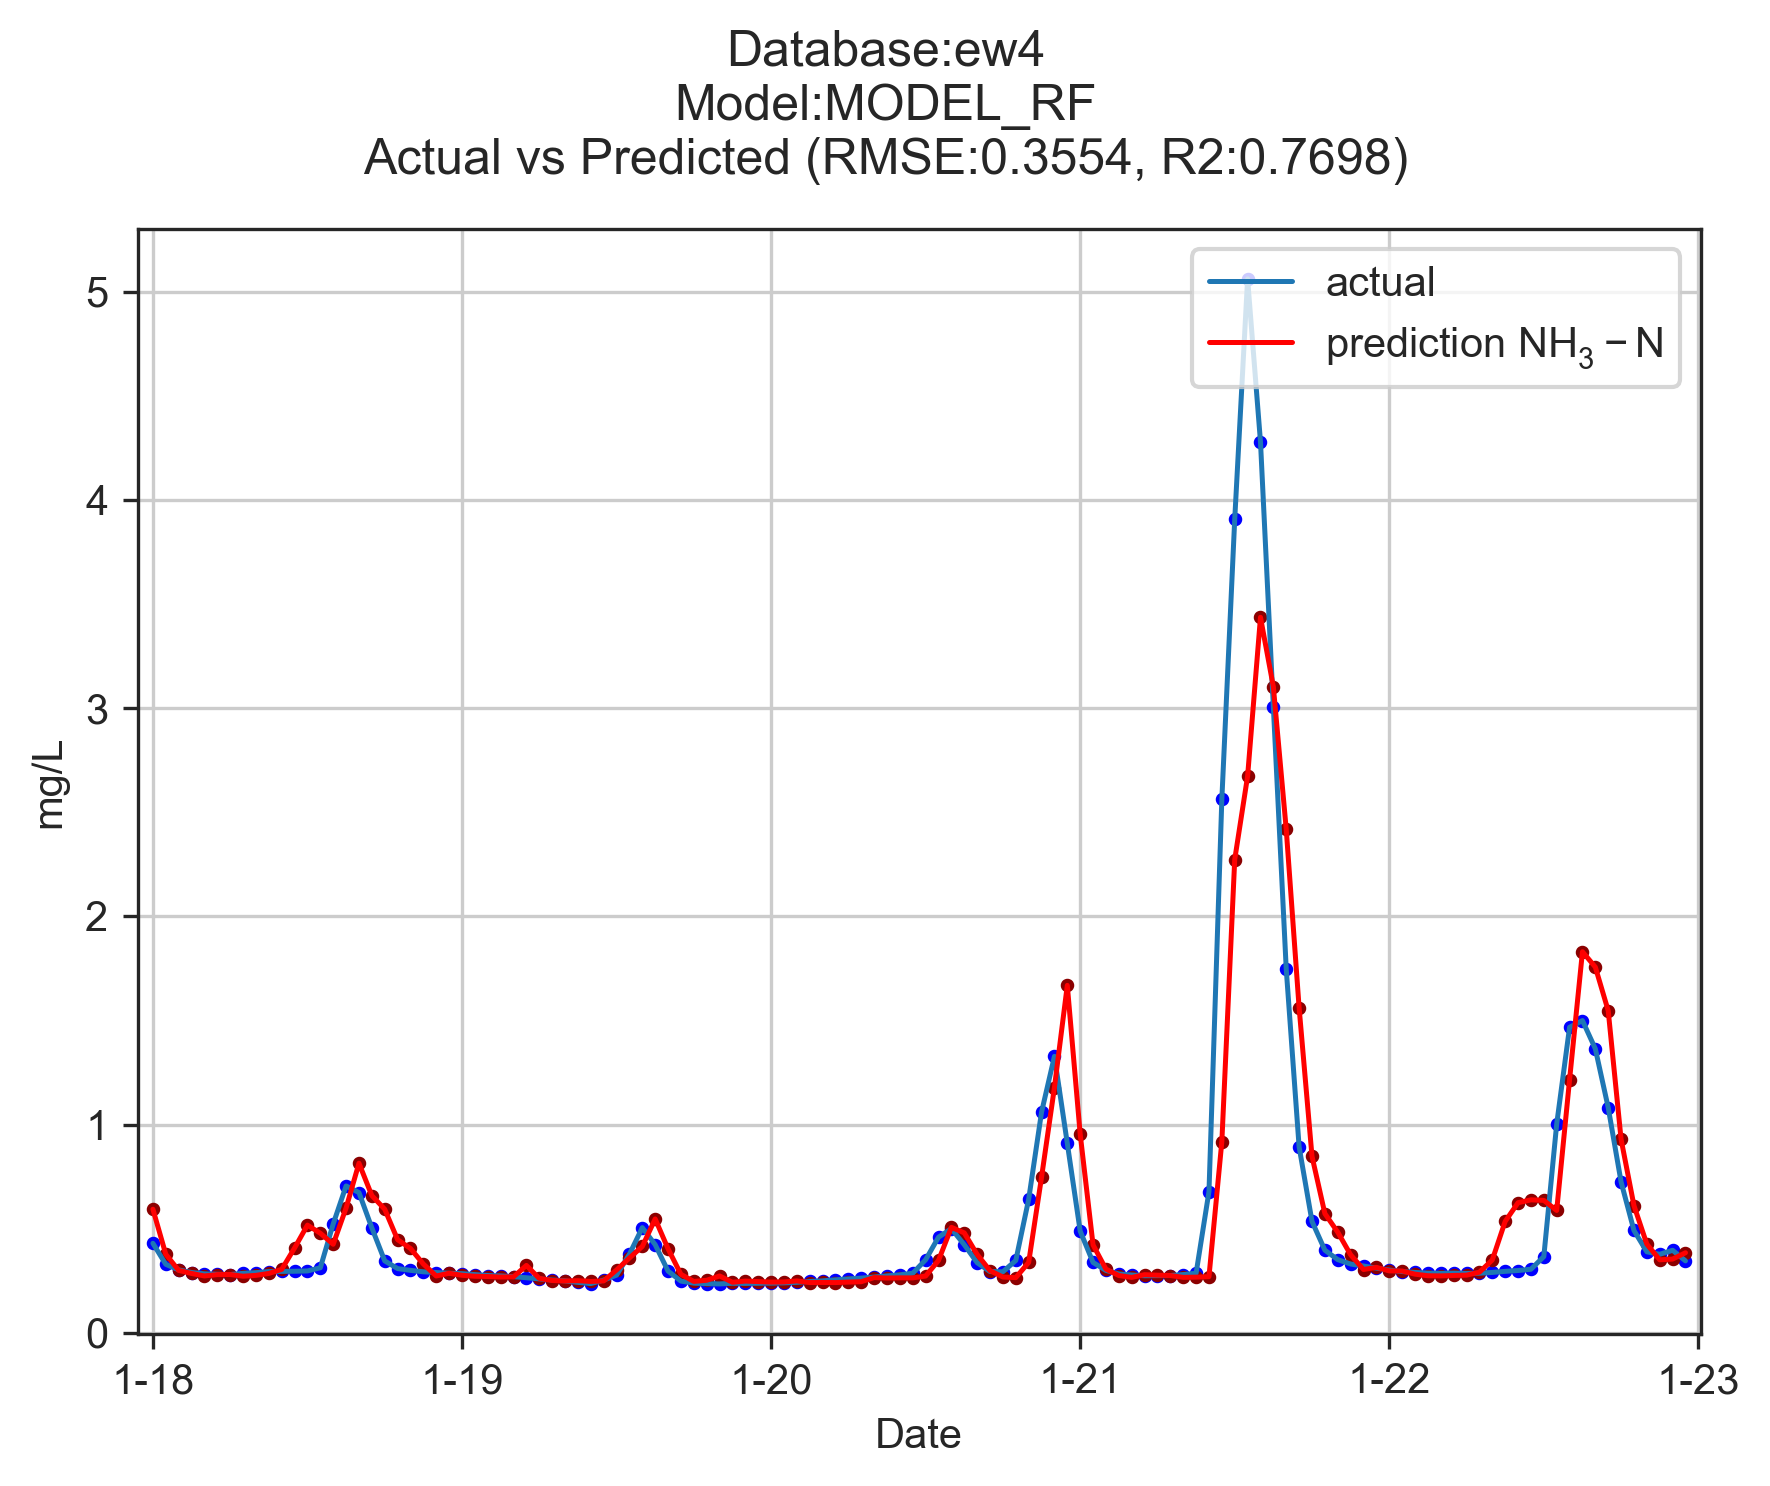 Database:ew4
Model:MODEL_RF
Actual vs Predicted (RMSE:0.3554, R2:0.7698)
actual
prediction NH₃ − N
5
4
3
2
1
0
mg/L
1-18 1-19 1-20 1-21 1-22 1-23
Date